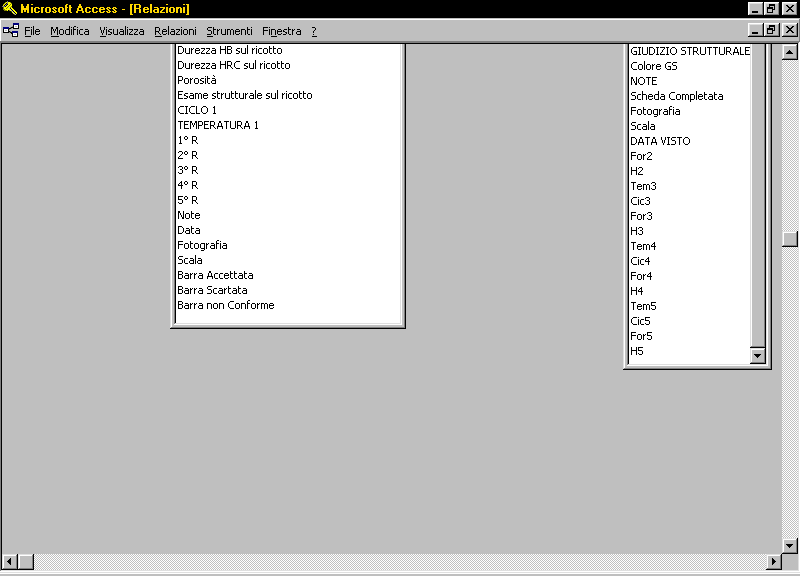 Microsoft Access - [Relazioni]
File Modifica Visualizza Relazioni Strumenti Finestra ?
Durezza HB sul ricotto
Durezza HRC sul ricotto
Porosità
Esame strutturale sul ricotto
CICLO 1
TEMPERATURA 1
1° R
2° R
3° R
4° R
5° R
Note
Data
Fotografia
Scala
Barra Accettata
Barra Scartata
Barra non Conforme
GIUDIZIO STRUTTURALE
Colore GS
NOTE
Scheda Completata
Fotografia
Scala
DATA VISTO
For2
H2
Tem3
Cic3
For3
H3
Tem4
Cic4
For4
H4
Tem5
Cic5
For5
H5